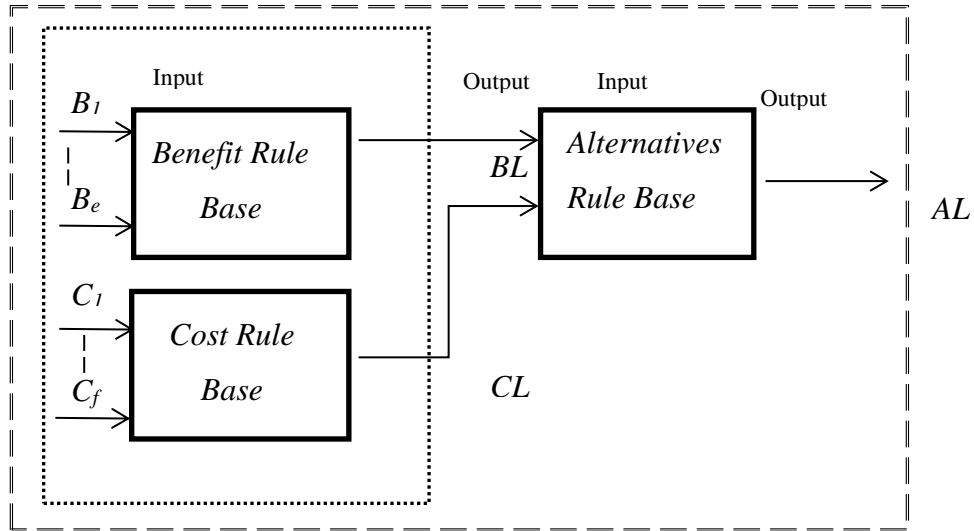 Input
Output
Input
Output
B1
Be
Benefit Rule
Base
BL
Alternatives
Rule Base
AL
C1
Cf
Cost Rule
Base
CL